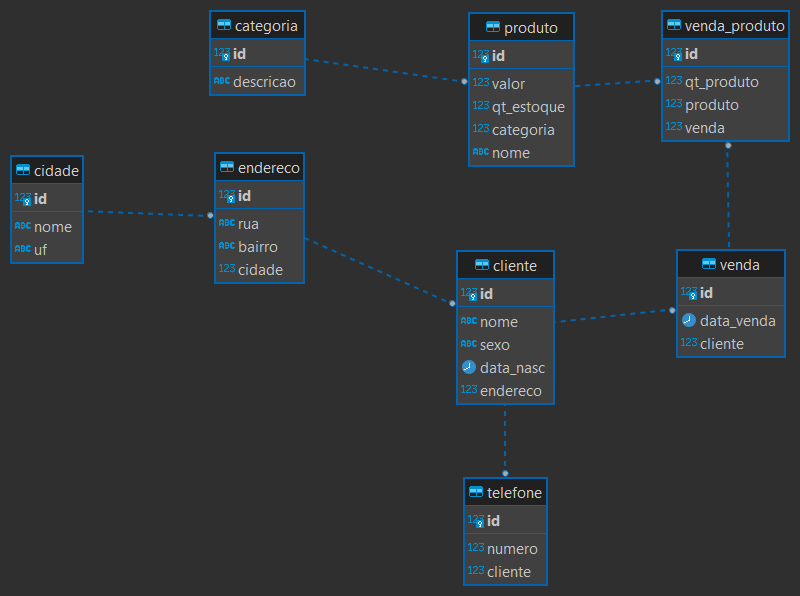 categoria
123 id
ABC descricao
produto
123 id
123 valor
123 qt_estoque
123 categoria
ABC nome
venda_produto
123 id
123 qt_produto
123 produto
123 venda
cidade
123 id
ABC nome
ABC uf
endereco
123 id
ABC rua
ABC bairro
123 cidade
cliente
123 id
ABC nome
ABC sexo
data_nasc
123 endereco
venda
123 id
data_venda
123 cliente
telefone
123 id
123 numero
123 cliente